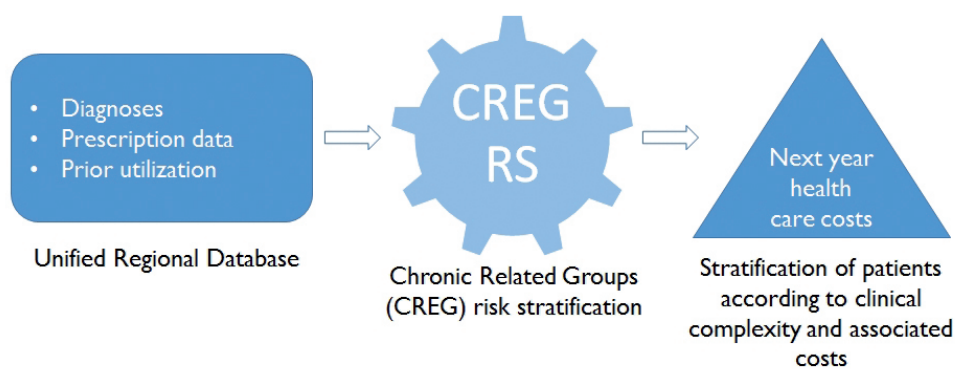 • Diagnoses
• Prescription data
• Prior utilization
Unified Regional Database
CREG
RS
Chronic Related Groups
(CREG) risk stratification
Next year
health
care costs
Stratification of patients
according to clinical
complexity and associated
costs